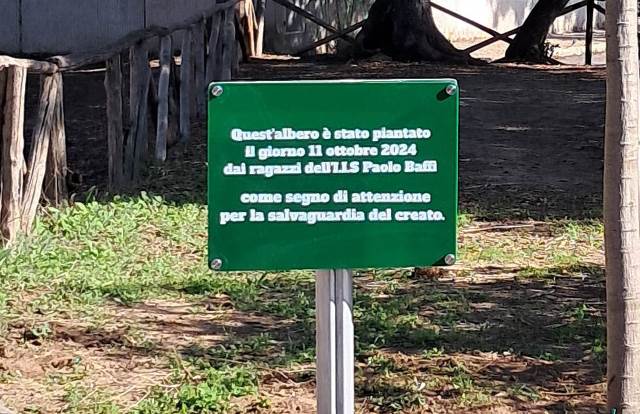 Quest'albero è stato piantato
il giorno 11 ottobre 2024
dai ragazzi dell'I.I.S Paolo Baffi
come segno di attenzione
per la salvaguardia del creato.